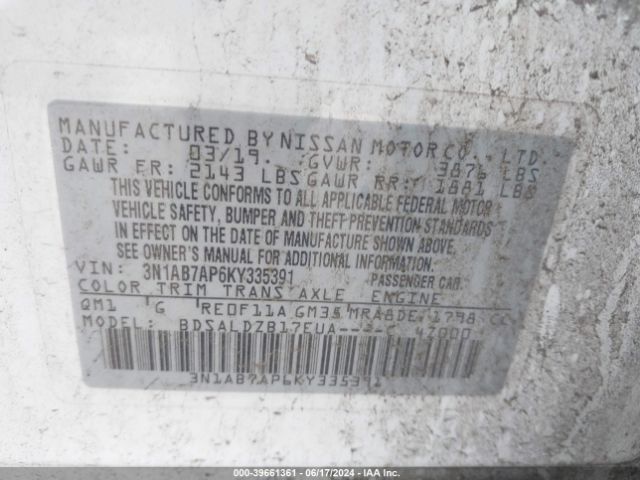 MANUFACTURED BY NISSAN MOTOR CO., LTD.
DATE: 03/19. GVWR: 3876 LBS
GAWR FR: 2143 LBS GAWR RR: 1881 LBS
THIS VEHICLE CONFORMS TO ALL APPLICABLE FEDERAL MOTOR
VEHICLE SAFETY, BUMPER AND THEFT PREVENTION STANDARDS
IN EFFECT ON THE DATE OF MANUFACTURE SHOWN ABOVE.
SEE OWNER'S MANUAL FOR ADDITIONAL INFORMATION
VIN: 3N1AB7AP6KY335391 PASSENGER CAR
COLOR TRIM TRANS AXLE ENGINE
QM1 G RE0F11A GM38 MRA8DE 1798 CC
MODEL: BDSALDZB17EUA---C- 4Z000
3N1AB7AP6KY335391
000-39661361 - 06/17/2024 - IAA Inc.